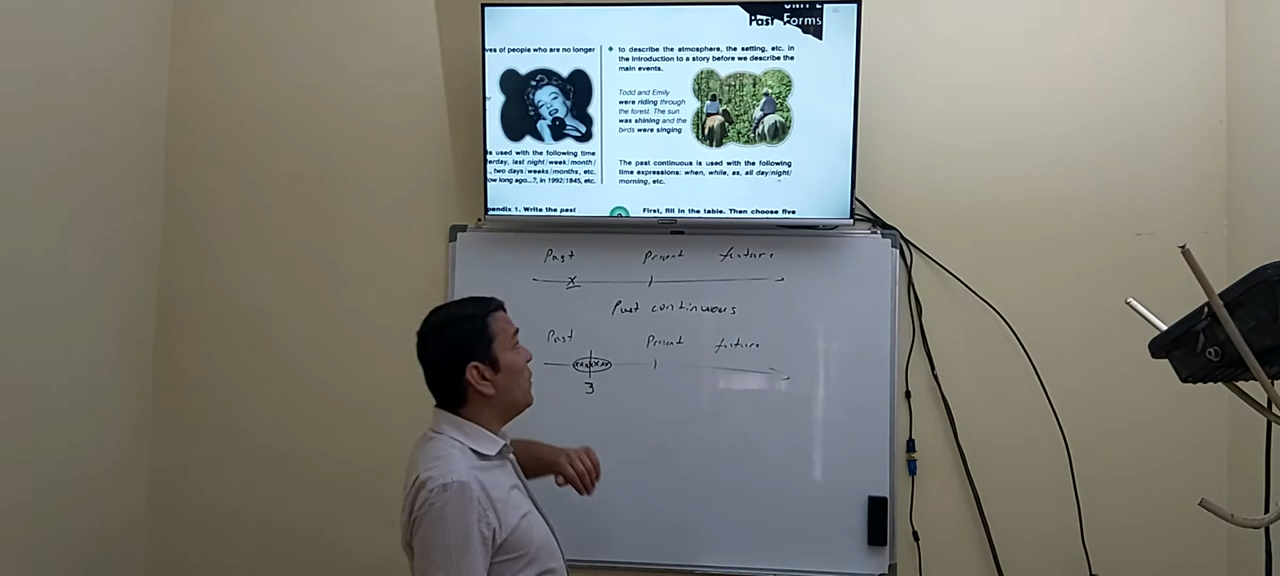 UNIT 2
Past Forms
ves of people who are no longer
is used with the following time
terday, last night/week/month/
., two days/weeks/months, etc.
ow long ago...?, in 1992/1845, etc.
pendix 1. Write the past
to describe the atmosphere, the setting, etc. in
the introduction to a story before we describe the
main events.
Todd and Emily
were riding through
the forest. The sun
was shining and the
birds were singing
The past continuous is used with the following
time expressions: when, while, as, all day/night/
morning, etc.
First, fill in the table. Then choose five
Past Present future
x
Past continuous
Past Present future
xxxxxx
3